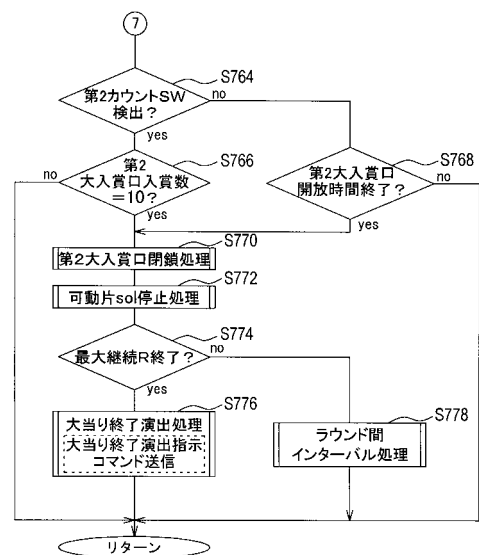 7
S764
第2カウントSW
検出？
no
yes
S766
第2
大入賞口入賞数
＝10？
no
yes
S768
第2大入賞口
開放時間終了？
no
yes
S770
第2大入賞口閉鎖処理
S772
可動片sol停止処理
S774
最大継続R終了？
no
yes
S776
大当り終了演出処理
大当り終了演出指示
コマンド送信
S778
ラウンド間
インターバル処理
リターン